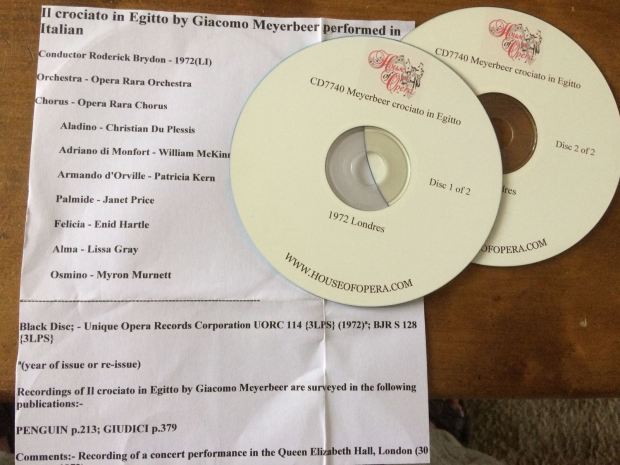 Il crociato in Egitto by Giacomo Meyerbeer performed in
Italian
Conductor Roderick Brydon - 1972(LI)
Orchestra - Opera Rara Orchestra
Chorus - Opera Rara Chorus
Aladino - Christian Du Plessis
Adriano di Monfort - William
Armando d'Orville - Patricia Kern
Palmide - Janet Price
Felicia - Enid Hartle
Alma - Lissa Gray
Osmino - Myron Murnett
Black Disc; - Unique Opera Records Corporation UORC 114 {3LPS} (1972)ª; BJR S 128
{3LPS}
ª(year of issue or re-issue)
Recordings of Il crociato in Egitto by Giacomo Meyerbeer are surveyed in the following
publications:-
PENGUIN p.213; GIUDICI p.379
Comments:- Recording of a concert performance in the Queen Elizabeth Hall, London (30
House
of Opera
CD7740 Meyerbeer crociato in Egitto
Disc 1 of 2
1972 Londres
WWW.HOUSEOFOPERA.COM
House
of Opera
CD7740 Meyerbeer crociato in Egitto
Disc 2 of 2